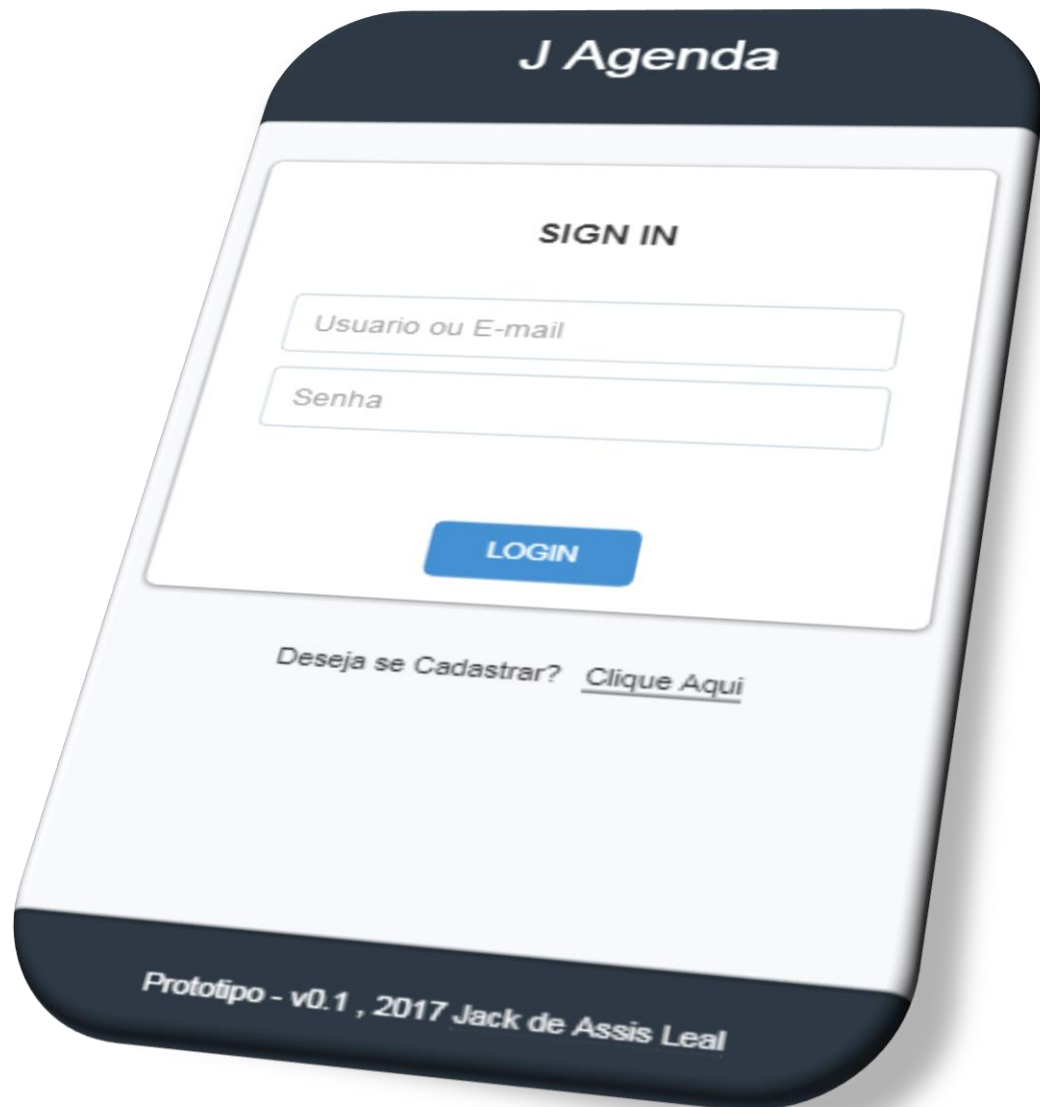 J Agenda
SIGN IN
Usuario ou E-mail
Senha
LOGIN
Deseja se Cadastrar? Clique Aqui
Prototipo - v0.1 , 2017 Jack de Assis Leal